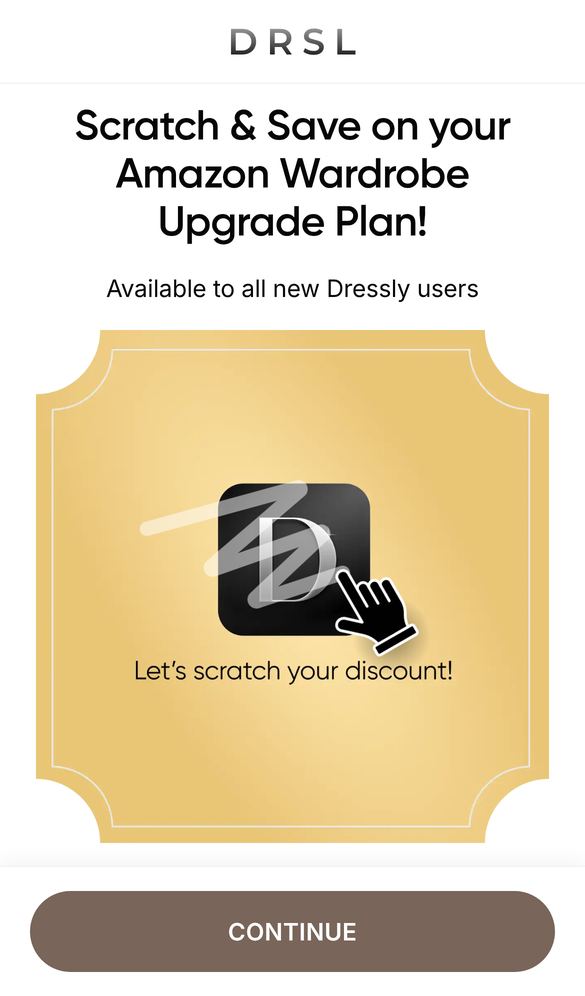 DRSL
Scratch & Save on your
Amazon Wardrobe
Upgrade Plan!
Available to all new Dressly users
D
Let’s scratch your discount!
CONTINUE